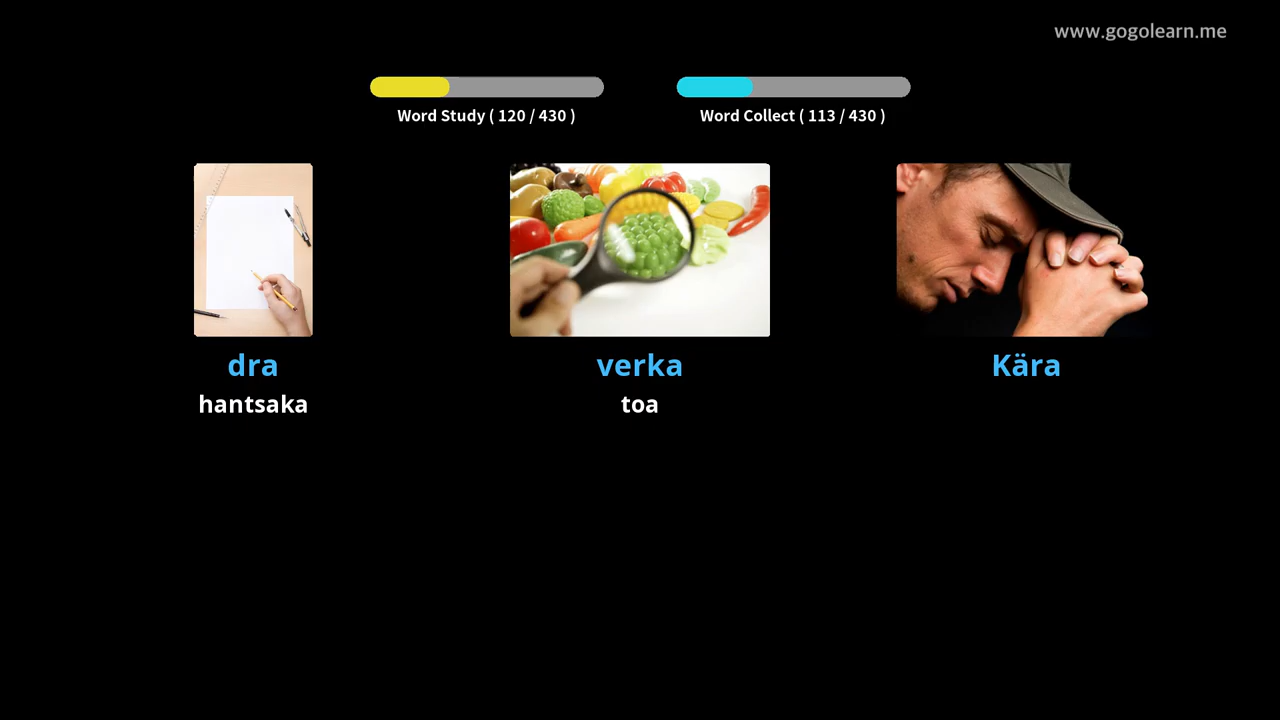 www.gogolearn.me
Word Study ( 120 / 430 )
Word Collect ( 113 / 430 )
dra
verka
Kära
hantsaka
toa